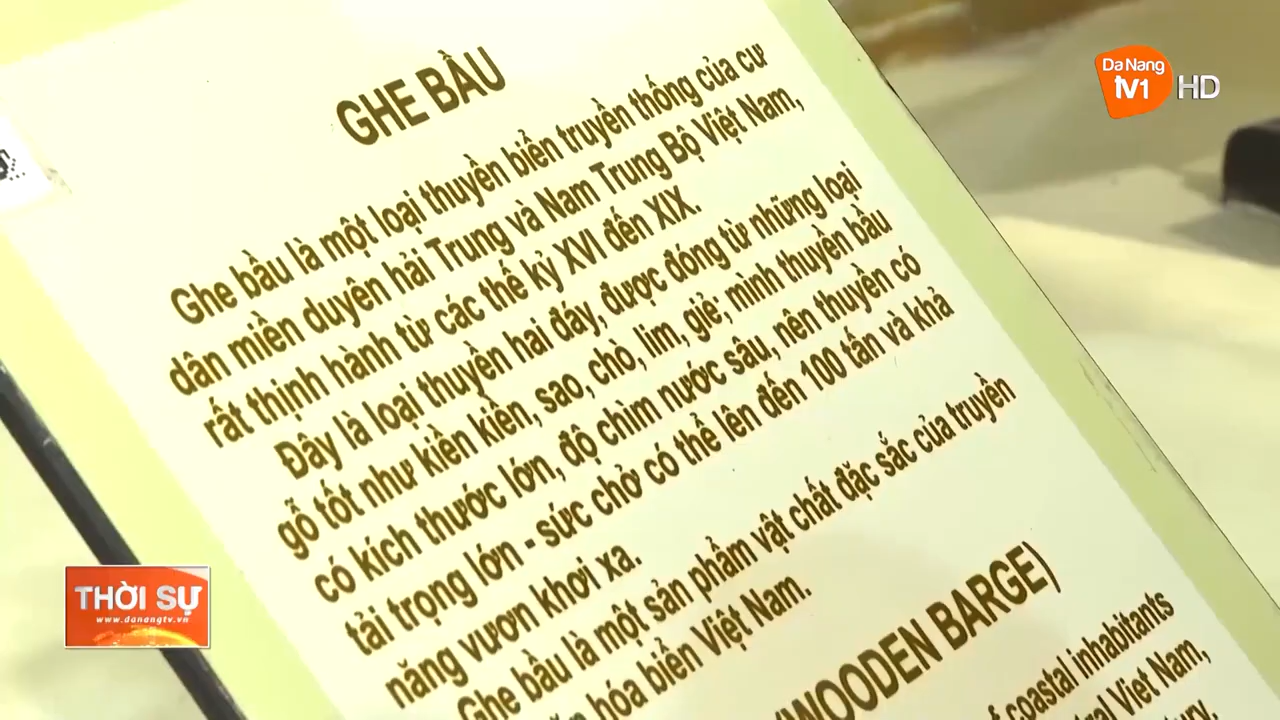 Da Nang
TV1 HD
GHE BẦU
Ghe bầu là một loại thuyền biển truyền thống của cư
dân miền duyên hải Trung và Nam Trung Bộ Việt Nam,
rất thịnh hành từ các thế kỷ XVI đến XIX.
Đây là loại thuyền hai đáy, được đóng từ những loại
gỗ tốt như kiền kiền, sao, chò, lim, giẻ; mình thuyền bầu
có kích thước lớn, độ chìm nước sâu, nên thuyền có
tải trọng lớn - sức chở có thể lên đến 100 tấn và khả
năng vươn khơi xa.
Ghe bầu là một sản phẩm vật chất đặc sắc của truyền
hóa biển Việt Nam.
(WOODEN BARGE)
of coastal inhabitants
Viet Nam,
THỜI SỰ
www.danangtv.vn